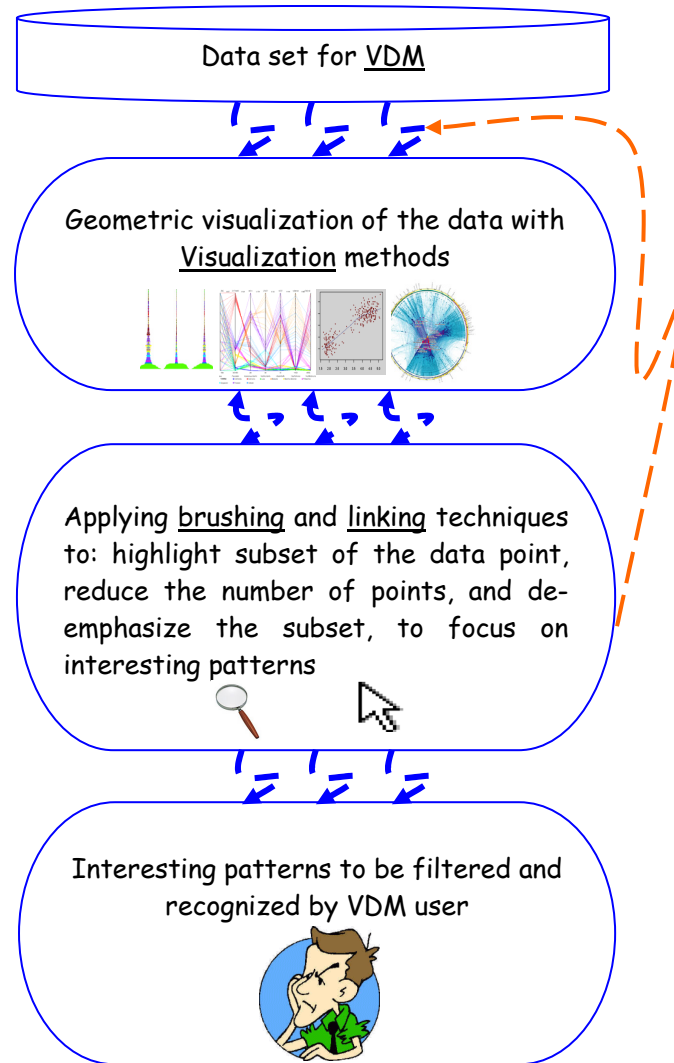 Data set for VDM
Geometric visualization of the data with
Visualization methods
Applying brushing and linking techniques
to: highlight subset of the data point,
reduce the number of points, and de-
emphasize the subset, to focus on
interesting patterns
Interesting patterns to be filtered and
recognized by VDM user